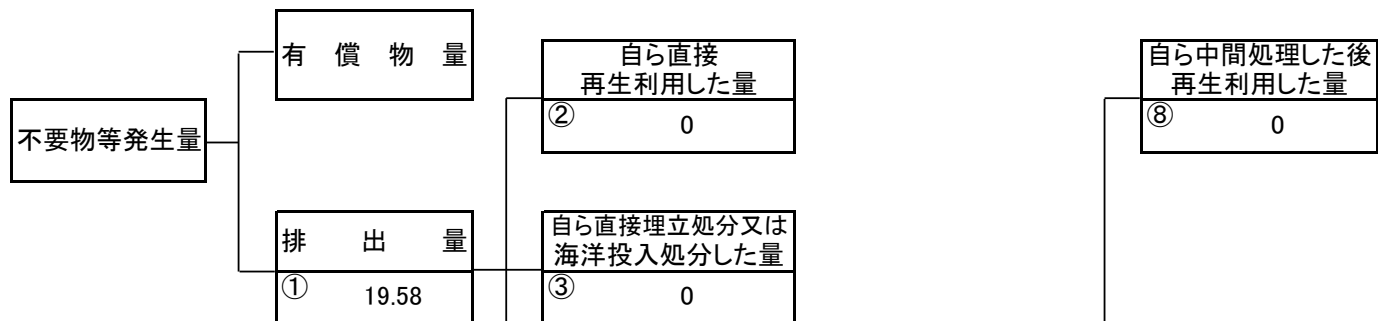 有償物量
自ら直接
再生利用した量
②
0
自ら中間処理した後
再生利用した量
⑧
0
不要物等発生量
排出量
①
19.58
自ら直接埋立処分又は
海洋投入処分した量
③
0